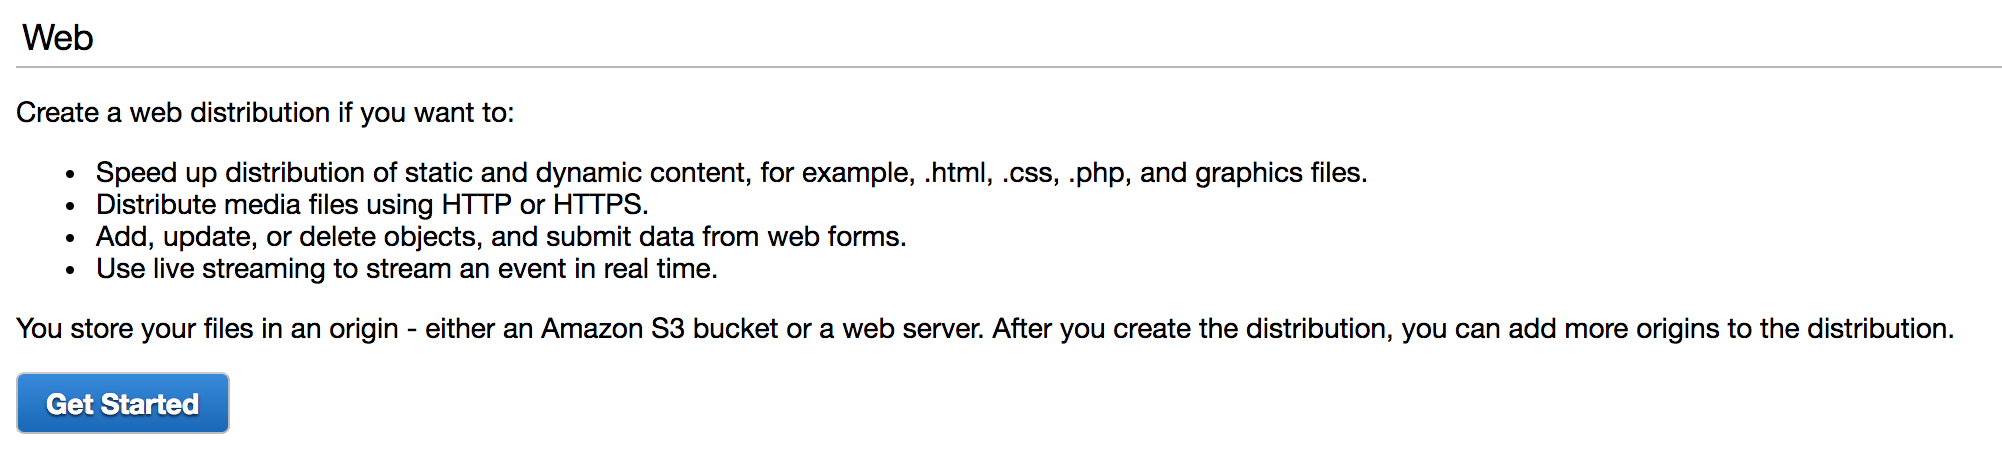 Web
Create a web distribution if you want to:
• Speed up distribution of static and dynamic content, for example, .html, .css, .php, and graphics files.
• Distribute media files using HTTP or HTTPS.
• Add, update, or delete objects, and submit data from web forms.
• Use live streaming to stream an event in real time.
You store your files in an origin - either an Amazon S3 bucket or a web server. After you create the distribution, you can add more origins to the distribution.
Get Started